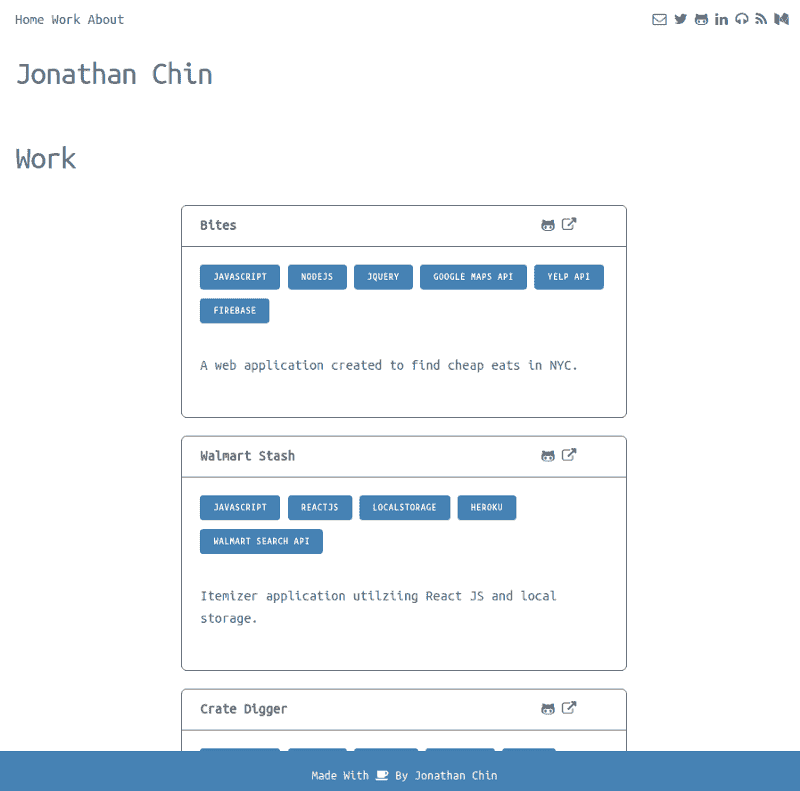 Home Work About
Jonathan Chin
Work
Bites
JAVASCRIPT NODEJS JQUERY GOOGLE MAPS API YELP API
FIREBASE
A web application created to find cheap eats in NYC.
Walmart Stash
JAVASCRIPT REACTJS LOCALSTORAGE HEROKU
WALMART SEARCH API
Itemizer application utilziing React JS and local
storage.
Crate Digger
Made With By Jonathan Chin